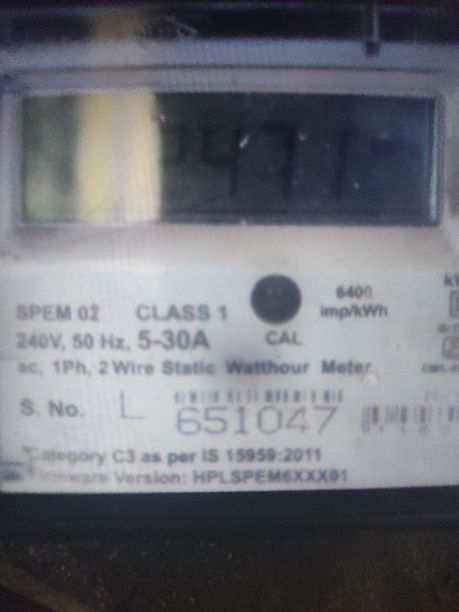 SPEM 02 CLASS 1
6400
imp/kWh
240V, 50 Hz, 5-30A
CAL
ac, 1Ph, 2 Wire Static Watthour Meter
S. No. L 651047
Category C3 as per IS 15959:2011
Firmware Version: HPLSPEM6XXX01